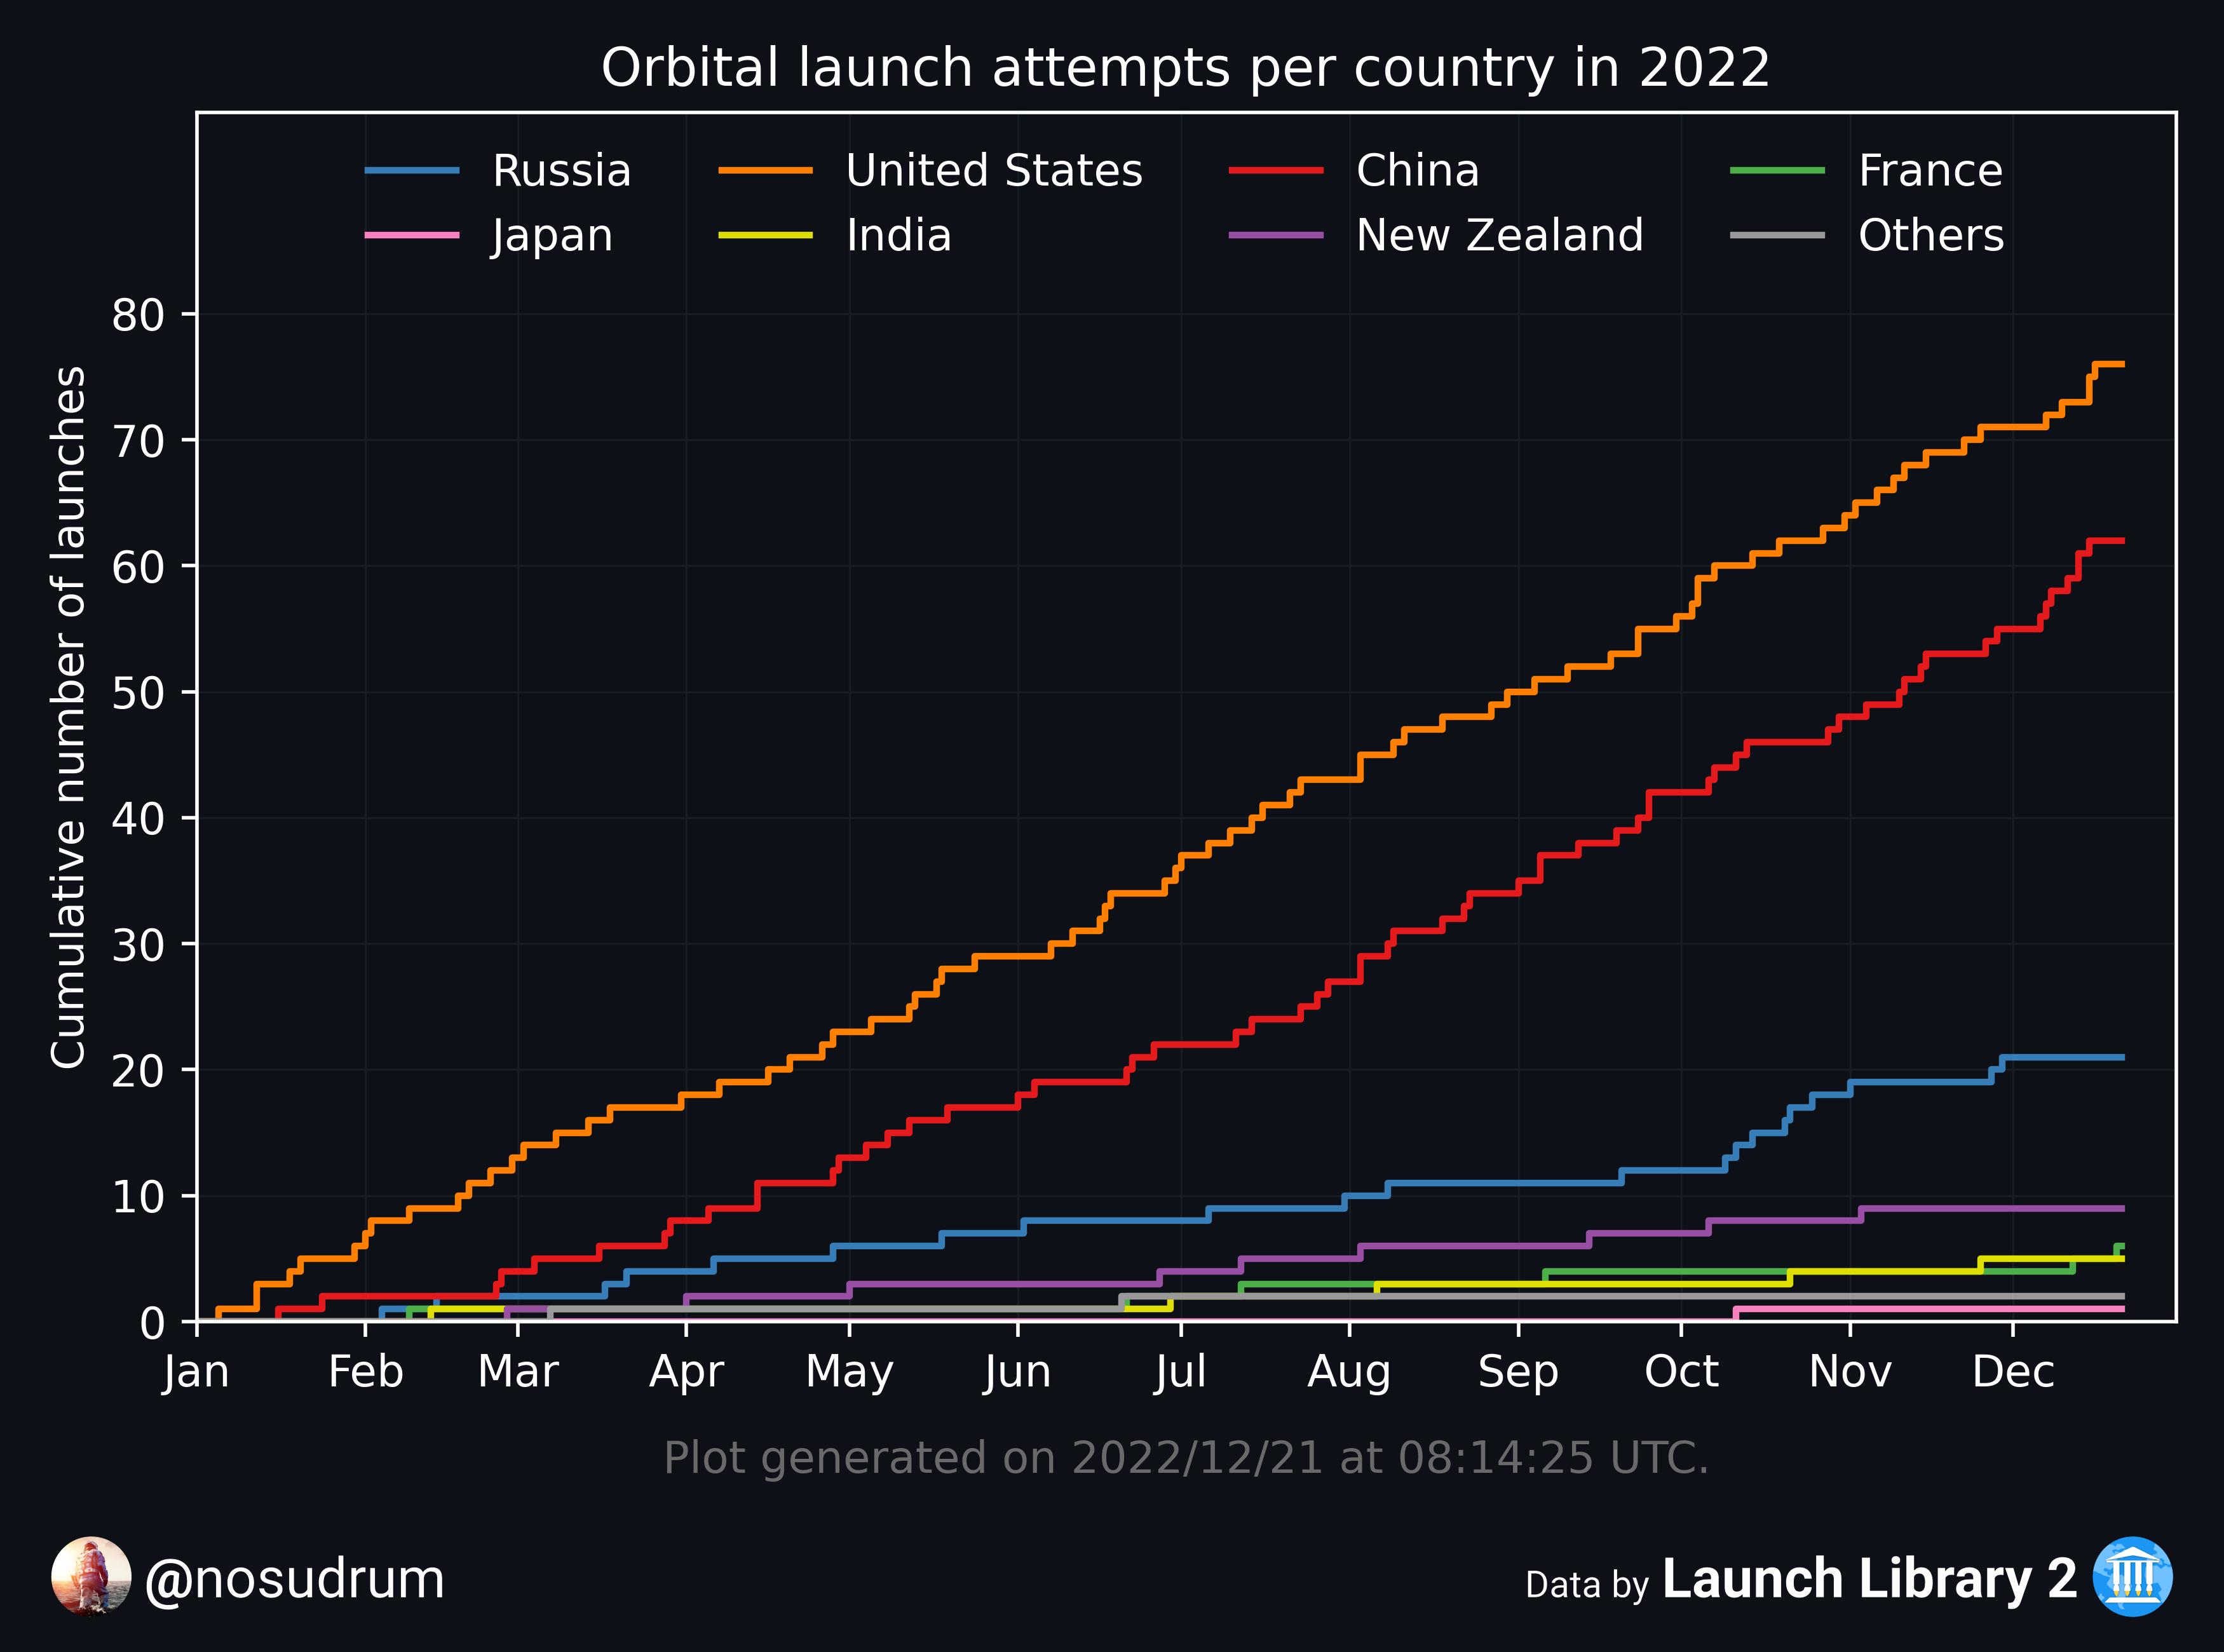 Orbital launch attempts per country in 2022
Russia United States China France
Japan India New Zealand Others
Cumulative number of launches
80
70
60
50
40
30
20
10
0
Jan Feb Mar Apr May Jun Jul Aug Sep Oct Nov Dec
Plot generated on 2022/12/21 at 08:14:25 UTC.
@nosudrum
Data by Launch Library 2